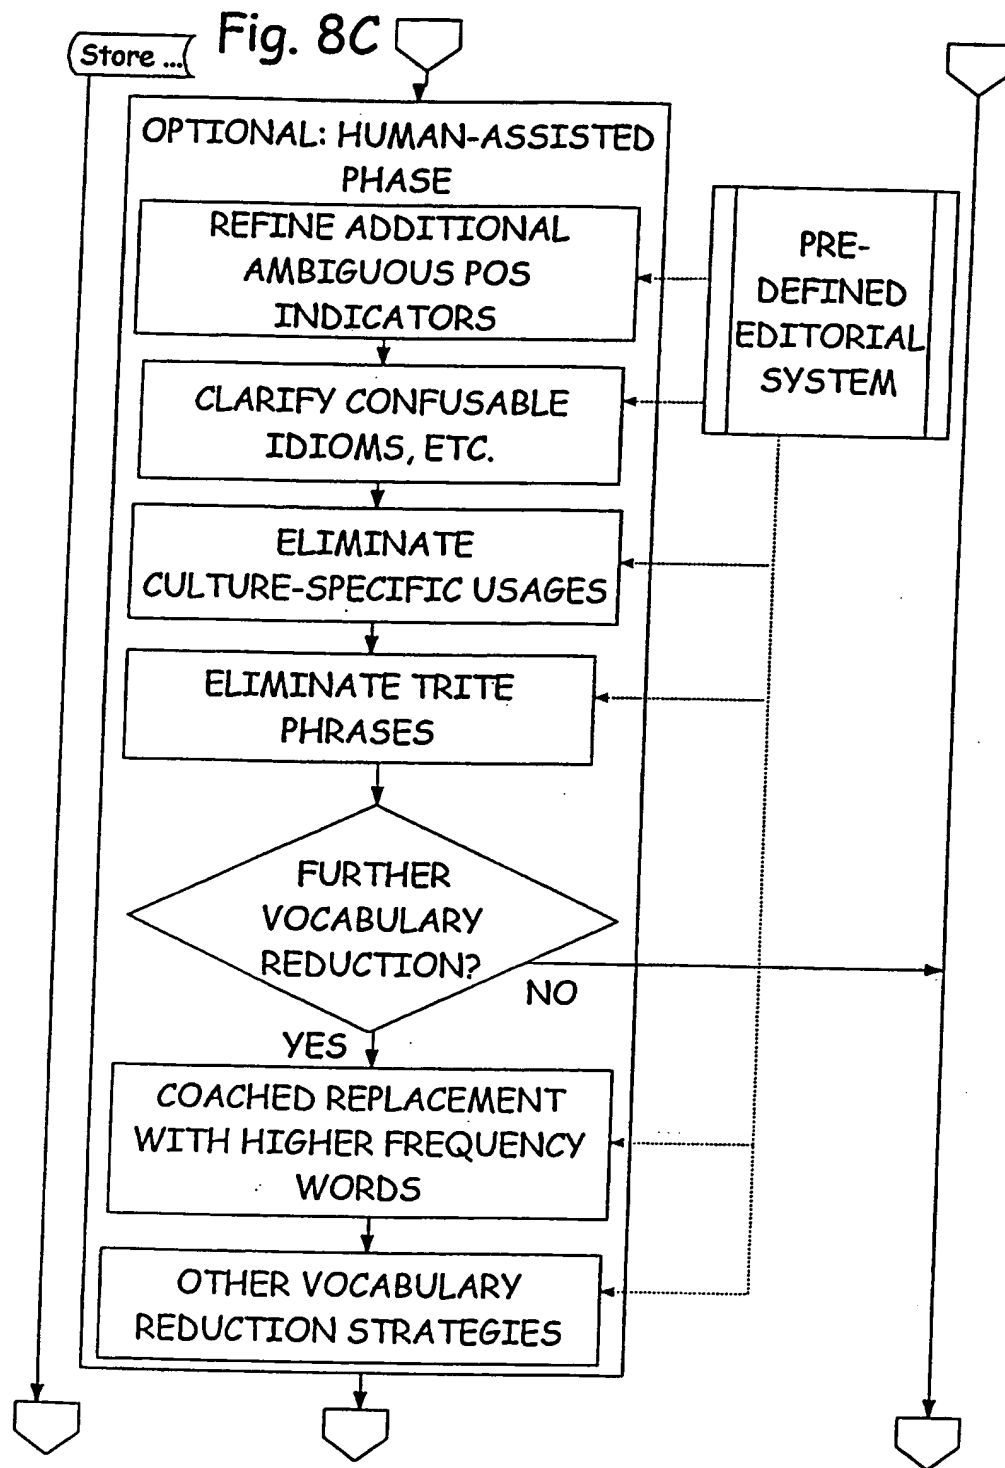 Fig. 8C
Store ...
OPTIONAL: HUMAN-ASSISTED
PHASE
REFINE ADDITIONAL
AMBIGUOUS POS
INDICATORS
PRE-
DEFINED
EDITORIAL
SYSTEM
CLARIFY CONFUSABLE
IDIOMS, ETC.
ELIMINATE
CULTURE-SPECIFIC USAGES
ELIMINATE TRITE
PHRASES
FURTHER
VOCABULARY
REDUCTION?
NO
YES
COACHED REPLACEMENT
WITH HIGHER FREQUENCY
WORDS
OTHER VOCABULARY
REDUCTION STRATEGIES